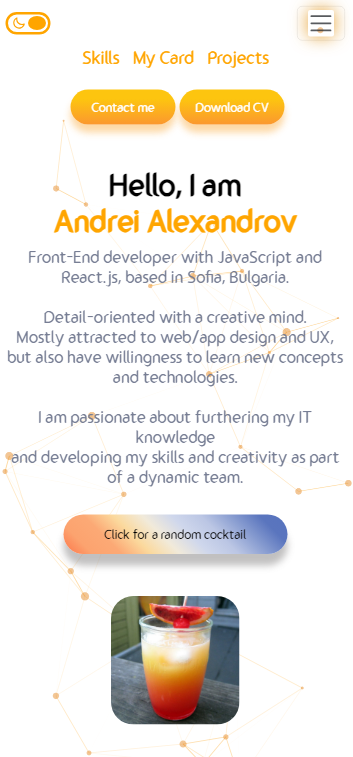 Skills My Card Projects
Contact me Download CV
Hello, I am
Andrei Alexandrov
Front-End developer with JavaScript and
React.js, based in Sofia, Bulgaria.
Detail-oriented with a creative mind.
Mostly attracted to web/app design and UX,
but also have willingness to learn new concepts
and technologies.
I am passionate about furthering my IT
knowledge
and developing my skills and creativity as part
of a dynamic team.
Click for a random cocktail